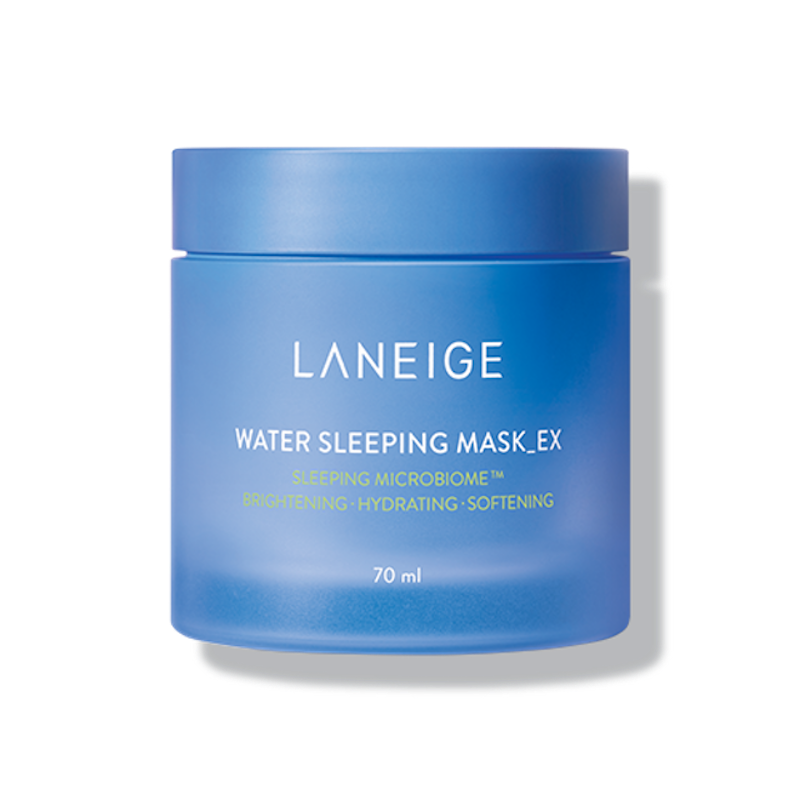 LANEIGE
WATER SLEEPING MASK_EX
SLEEPING MICROBIOME™
BRIGHTENING · HYDRATING · SOFTENING
70 ml